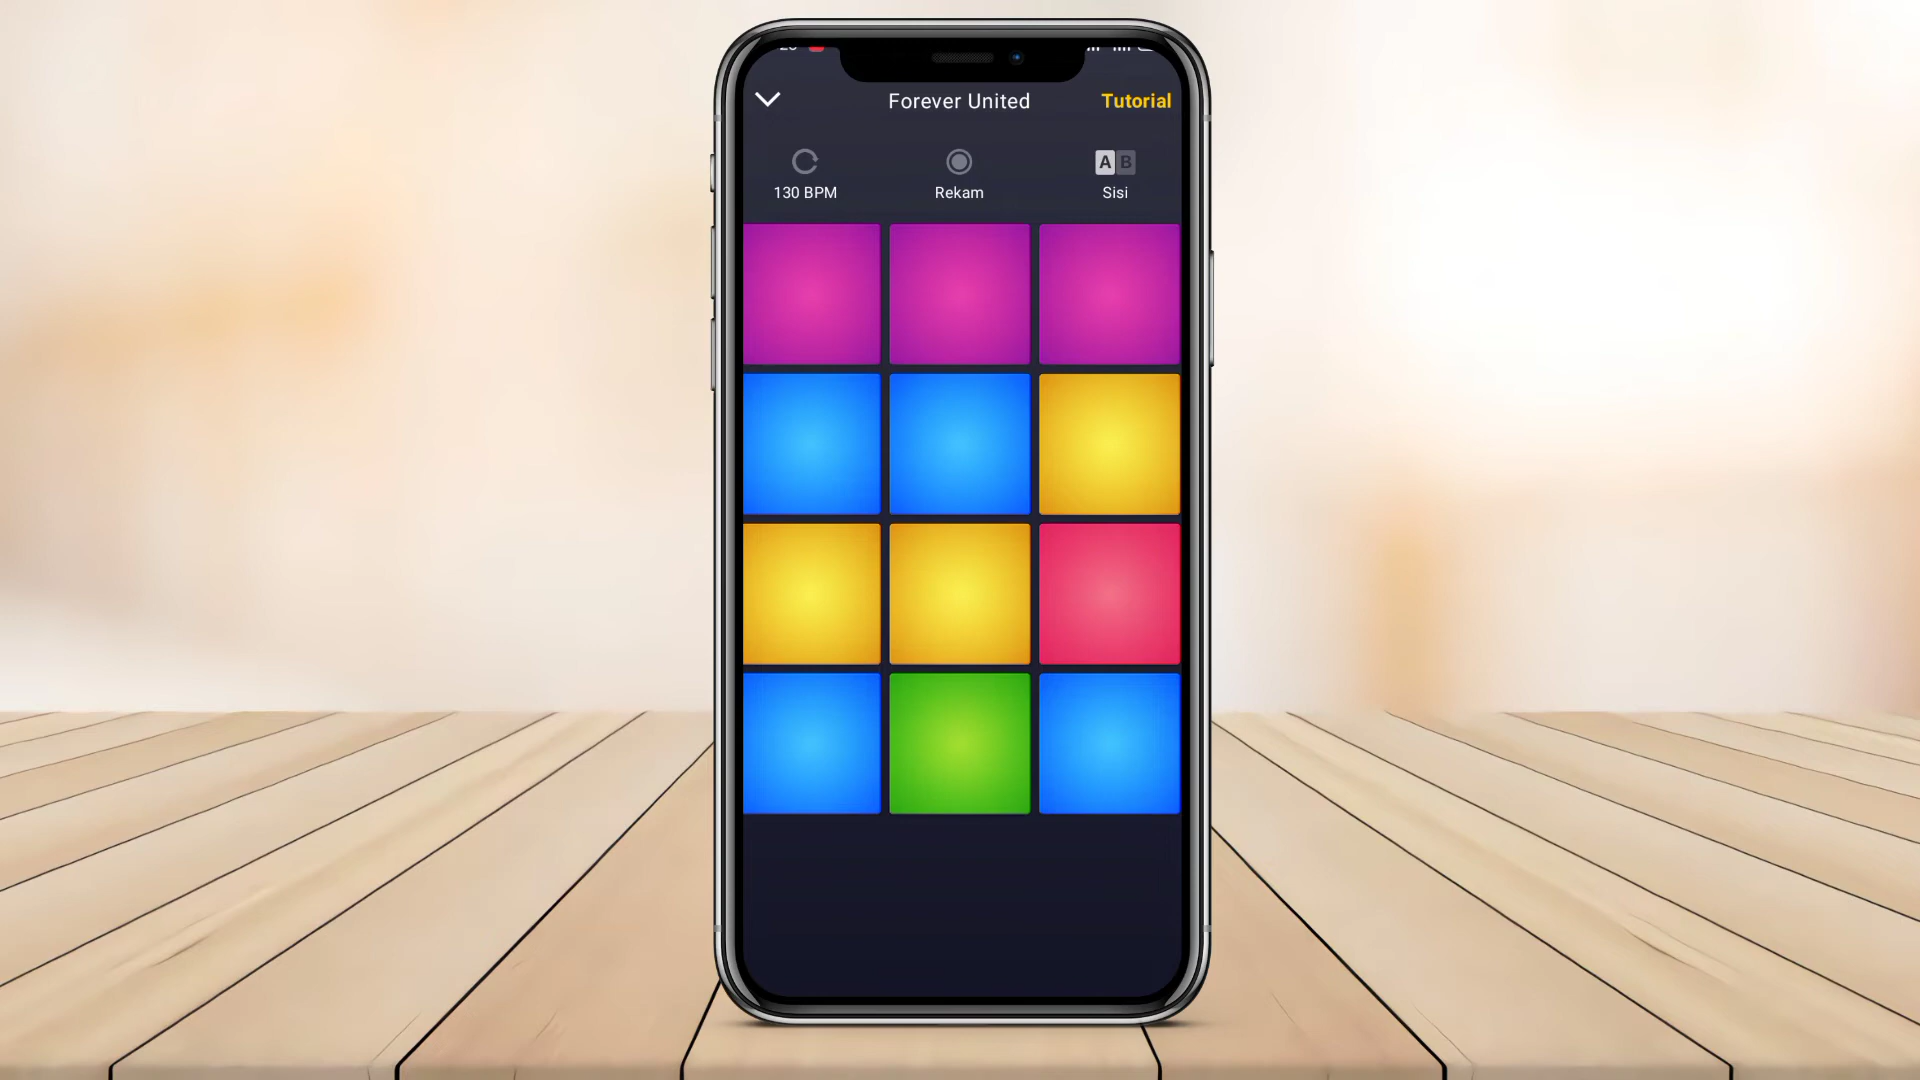 Forever United
Tutorial
130 BPM
Rekam
A B
Sisi